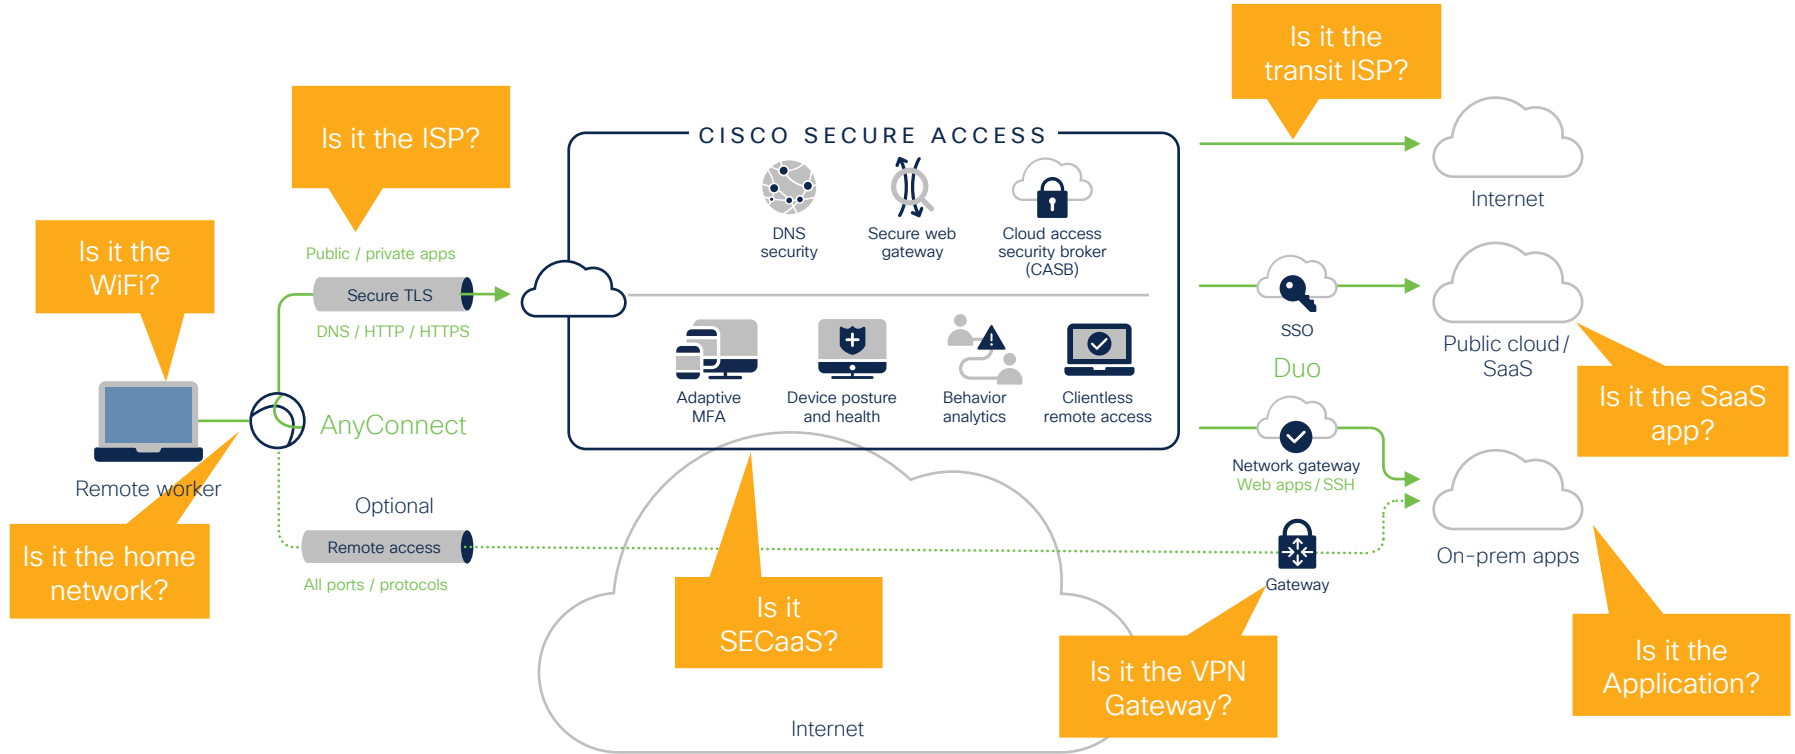 Is it the
transit ISP?
Is it the ISP?
CISCO SECURE ACCESS
DNS
security
Secure web
gateway
Cloud access
security broker
(CASB)
Internet
Is it the
WiFi?
Public / private apps
Secure TLS
DNS / HTTP / HTTPS
SSO
Public cloud /
SaaS
Duo
Adaptive
MFA
Device posture
and health
Behavior
analytics
Clientless
remote access
Is it the SaaS
app?
AnyConnect
Remote worker
Network gateway
Web apps / SSH
Optional
Remote access
All ports / protocols
Is it the home
network?
Gateway
On-prem apps
Is it
SECaaS?
Is it the VPN
Gateway?
Is it the
Application?
Internet